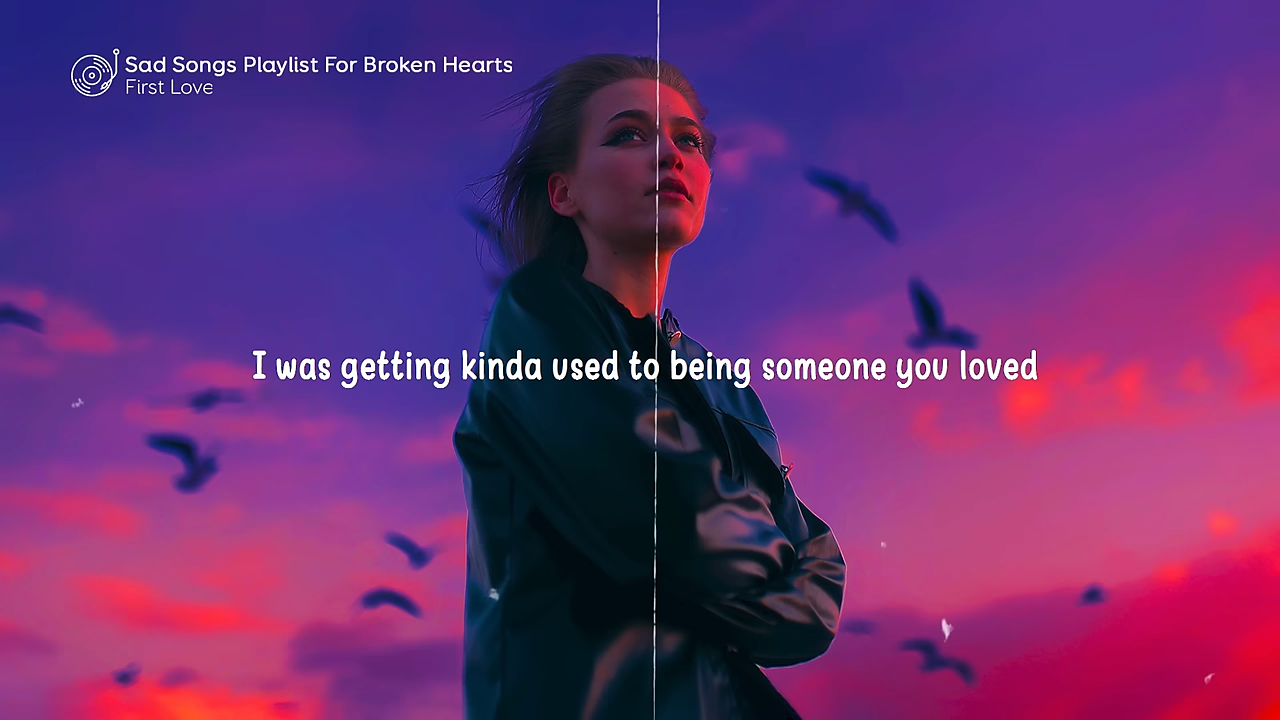 Sad Songs Playlist For Broken Hearts
First Love
I was getting kinda used to being someone you loved